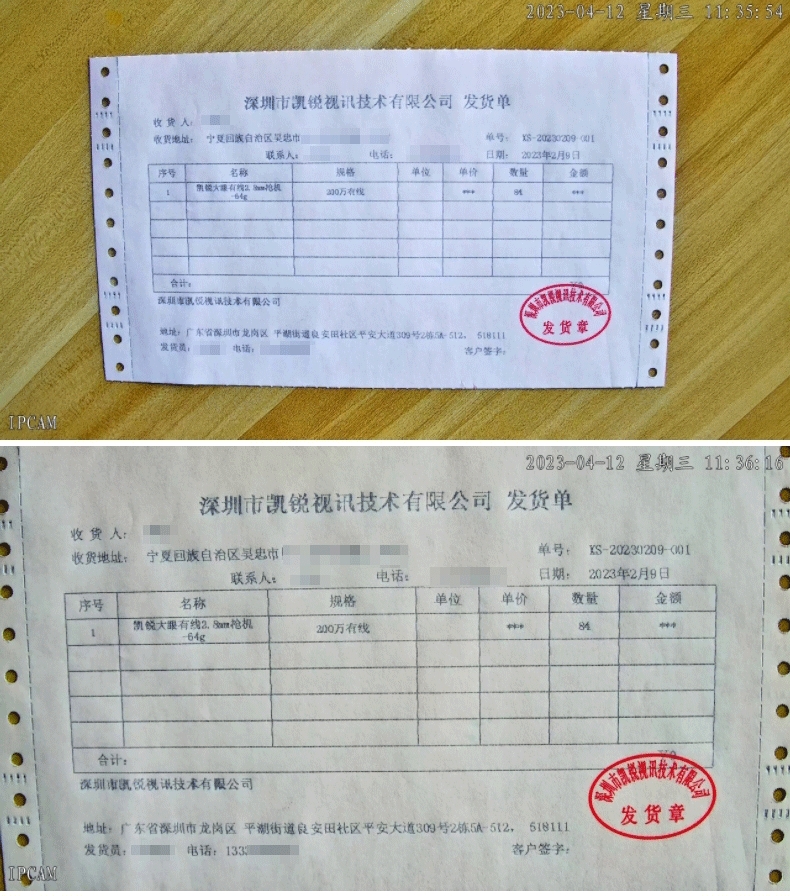 2023-04-12 星期三 11:35:54
深圳市凯锐视讯技术有限公司 发货单
收 货 人:
收货地址: 宁夏回族自治区吴忠市 单号: KS-20230209-001
联系人: 电话: 日期: 2023年2月9日
序号 名称 规格 单位 单价 数量 金额
1 凯锐大眼有线2.8mm枪机 200万有线 *** 84 ***
-64g
合计:
深圳市凯锐视讯技术有限公司
深圳市凯锐视讯技术有限公司
发货章
地址: 广东省深圳市龙岗区 平湖街道良安田社区平安大道309号2栋5A-512, 518111
发货员: 电话: 客户签字:
IPCAM
2023-04-12 星期三 11:36:16
深圳市凯锐视讯技术有限公司 发货单
收 货 人:
收货地址: 宁夏回族自治区吴忠市 单号: KS-20230209-001
联系人: 电话: 日期: 2023年2月9日
序号 名称 规格 单位 单价 数量 金额
1 凯锐大眼有线2.8mm枪机 200万有线 *** 84 ***
-64g
合计:
深圳市凯锐视讯技术有限公司
深圳市凯锐视讯技术有限公司
发货章
地址: 广东省深圳市龙岗区 平湖街道良安田社区平安大道309号2栋5A-512, 518111
发货员: 电话: 133 客户签字:
IPCAM